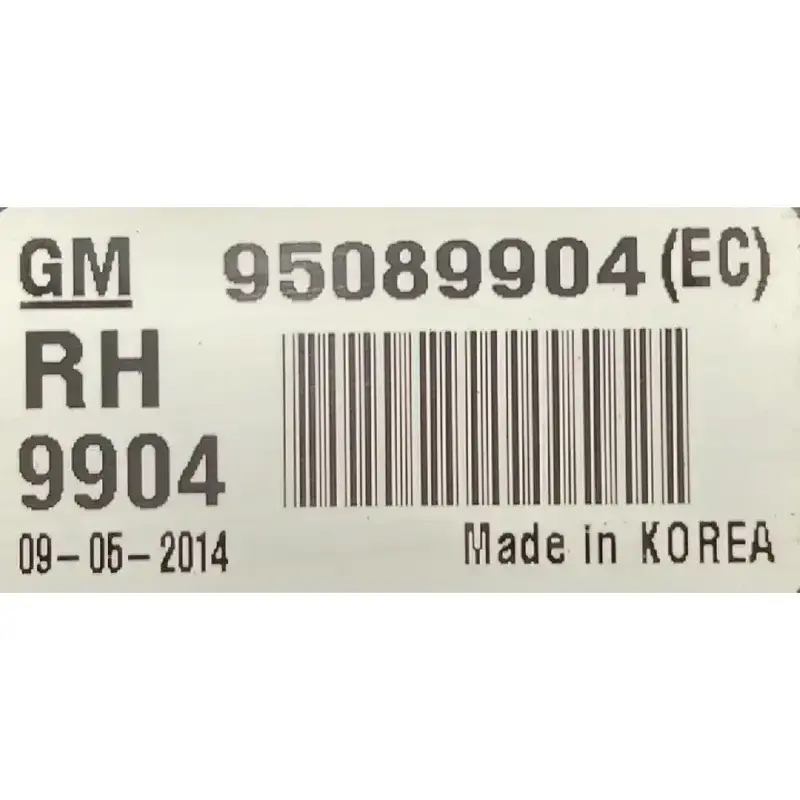 GM 95089904 (EC)
RH
9904
09-05-2014
Made in KOREA